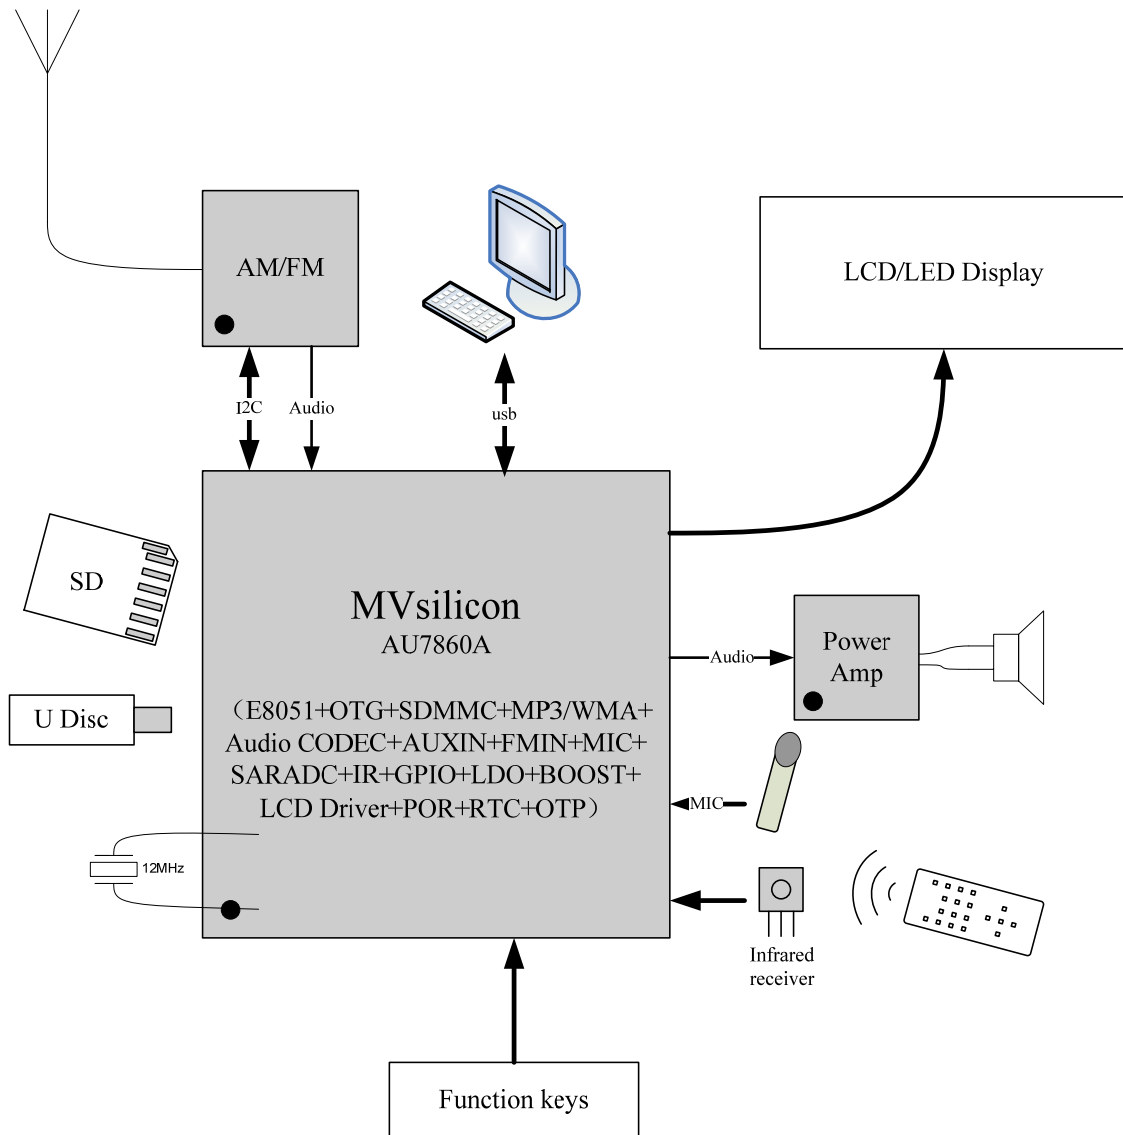 AM/FM
LCD/LED Display
I2C
Audio
usb
SD
MVsilicon
AU7860A
（E8051+OTG+SDMMC+MP3/WMA+
Audio CODEC+AUXIN+FMIN+MIC+
SARADC+IR+GPIO+LDO+BOOST+
LCD Driver+POR+RTC+OTP）
Audio
Power
Amp
U Disc
MIC
12MHz
Infrared
receiver
Function keys